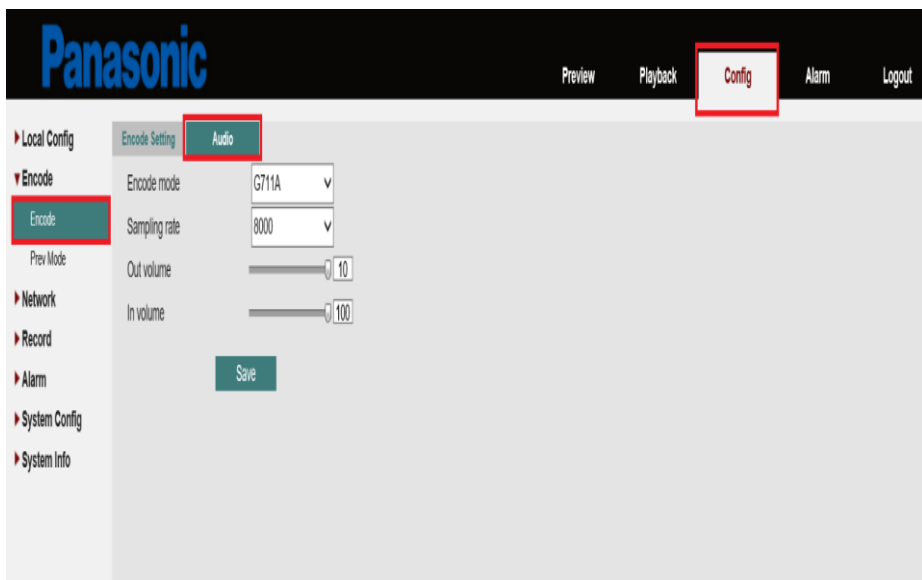 Panasonic
Preview Playback Config Alarm Logout
Local Config
Encode
Encode
Prev Mode
Network
Record
Alarm
System Config
System Info
Encode Setting Audio
Encode mode G711A
Sampling rate 8000
Out volume 10
In volume 100
Save